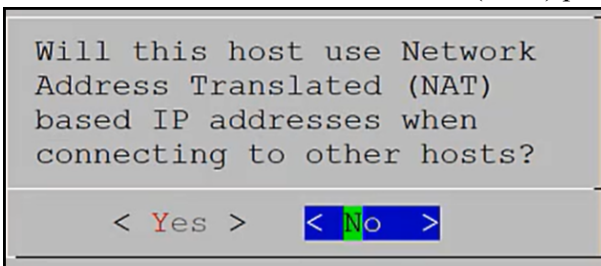 Will this host use Network
Address Translated (NAT)
based IP addresses when
connecting to other hosts?
< Yes > < No >